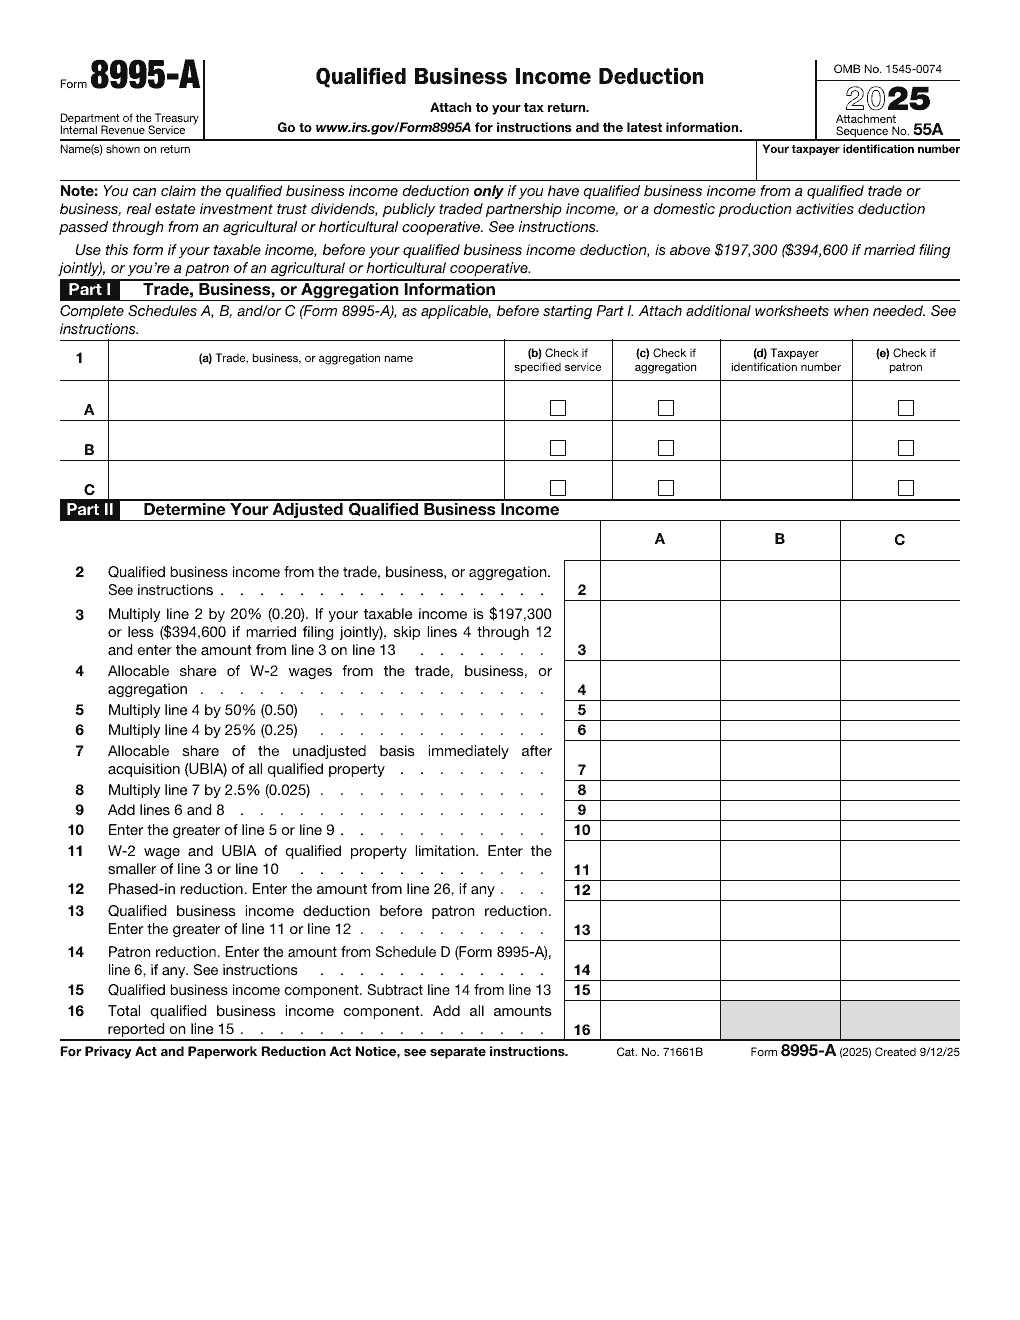 Form 8995-A
Department of the Treasury
Internal Revenue Service
Qualified Business Income Deduction
Attach to your tax return.
Go to www.irs.gov/Form8995A for instructions and the latest information.
OMB No. 1545-0074
2025
Attachment
Sequence No. 55A
Name(s) shown on return
Your taxpayer identification number
Note: You can claim the qualified business income deduction only if you have qualified business income from a qualified trade or
business, real estate investment trust dividends, publicly traded partnership income, or a domestic production activities deduction
passed through from an agricultural or horticultural cooperative. See instructions.
Use this form if your taxable income, before your qualified business income deduction, is above $197,300 ($394,600 if married filing
jointly), or you're a patron of an agricultural or horticultural cooperative.
Part I Trade, Business, or Aggregation Information
Complete Schedules A, B, and/or C (Form 8995-A), as applicable, before starting Part I. Attach additional worksheets when needed. See
instructions.
1 (a) Trade, business, or aggregation name
(b) Check if
specified service
(c) Check if
aggregation
(d) Taxpayer
identification number
(e) Check if
patron
A
B
C
Part II Determine Your Adjusted Qualified Business Income
A B C
2 Qualified business income from the trade, business, or aggregation.
See instructions . . . . . . . . . . . . . . . . . 2
3 Multiply line 2 by 20% (0.20). If your taxable income is $197,300
or less ($394,600 if married filing jointly), skip lines 4 through 12
and enter the amount from line 3 on line 13 . . . . . . . 3
4 Allocable share of W-2 wages from the trade, business, or
aggregation . . . . . . . . . . . . . . . . . . 4
5 Multiply line 4 by 50% (0.50) . . . . . . . . . . . . 5
6 Multiply line 4 by 25% (0.25) . . . . . . . . . . . . 6
7 Allocable share of the unadjusted basis immediately after
acquisition (UBIA) of all qualified property . . . . . . . . 7
8 Multiply line 7 by 2.5% (0.025) . . . . . . . . . . . . 8
9 Add lines 6 and 8 . . . . . . . . . . . . . . . . 9
10 Enter the greater of line 5 or line 9 . . . . . . . . . . . 10
11 W-2 wage and UBIA of qualified property limitation. Enter the
smaller of line 3 or line 10 . . . . . . . . . . . . . 11
12 Phased-in reduction. Enter the amount from line 26, if any . . . 12
13 Qualified business income deduction before patron reduction.
Enter the greater of line 11 or line 12 . . . . . . . . . . 13
14 Patron reduction. Enter the amount from Schedule D (Form 8995-A),
line 6, if any. See instructions . . . . . . . . . . . . 14
15 Qualified business income component. Subtract line 14 from line 13 15
16 Total qualified business income component. Add all amounts
reported on line 15 . . . . . . . . . . . . . . . . 16
For Privacy Act and Paperwork Reduction Act Notice, see separate instructions. Cat. No. 71661B Form 8995-A (2025) Created 9/12/25